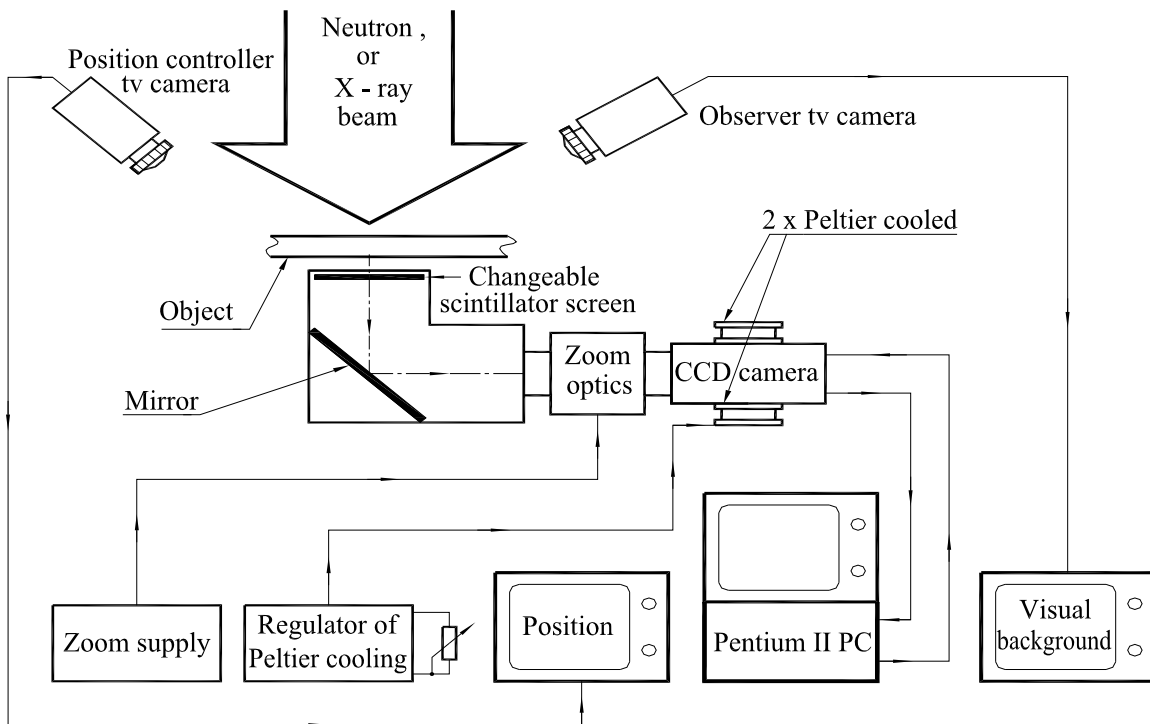 Neutron ,
or
X - ray
beam
Position controller
tv camera
Observer tv camera
2 x Peltier cooled
Changeable
scintillator screen
Object
Zoom
optics
CCD camera
Mirror
Zoom supply
Regulator of
Peltier cooling
Position
Pentium II PC
Visual
background